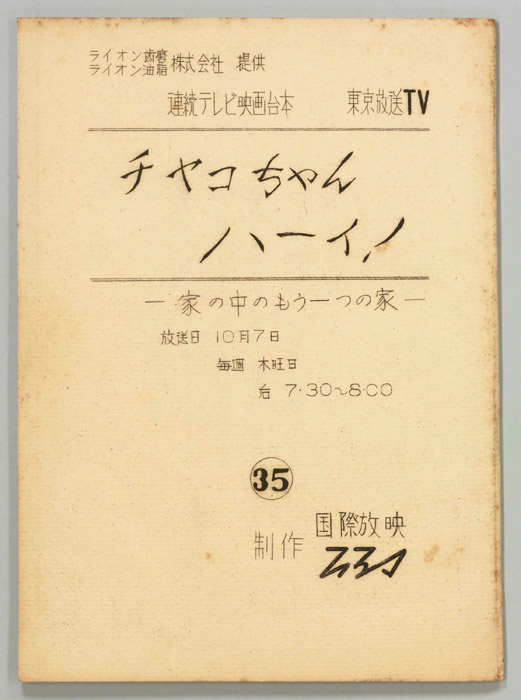 ライオン歯磨
ライオン油脂 株式会社 提供
連続テレビ映画台本 東京放送TV
チャコちゃん
ハーイ!
―家の中のもう一つの家―
放送日 10月7日
毎週 木旺日
后 7・30~8・00
35
制作 国際放映